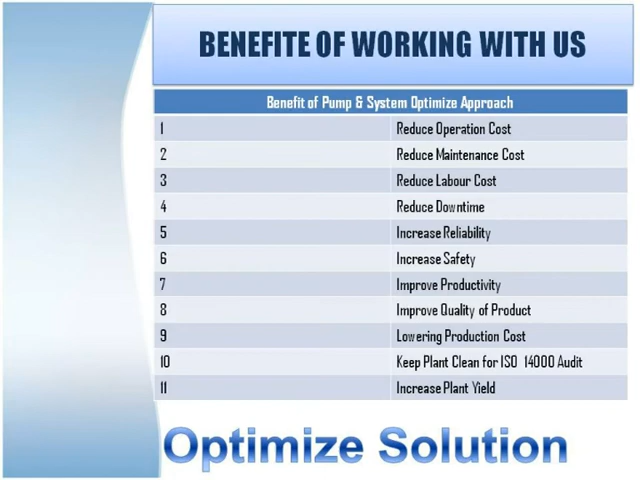 BENEFITE OF WORKING WITH US
Benefit of Pump & System Optimize Approach
1 Reduce Operation Cost
2 Reduce Maintenance Cost
3 Reduce Labour Cost
4 Reduce Downtime
5 Increase Reliability
6 Increase Safety
7 Improve Productivity
8 Improve Quality of Product
9 Lowering Production Cost
10 Keep Plant Clean for ISO 14000 Audit
11 Increase Plant Yield
Optimize Solution